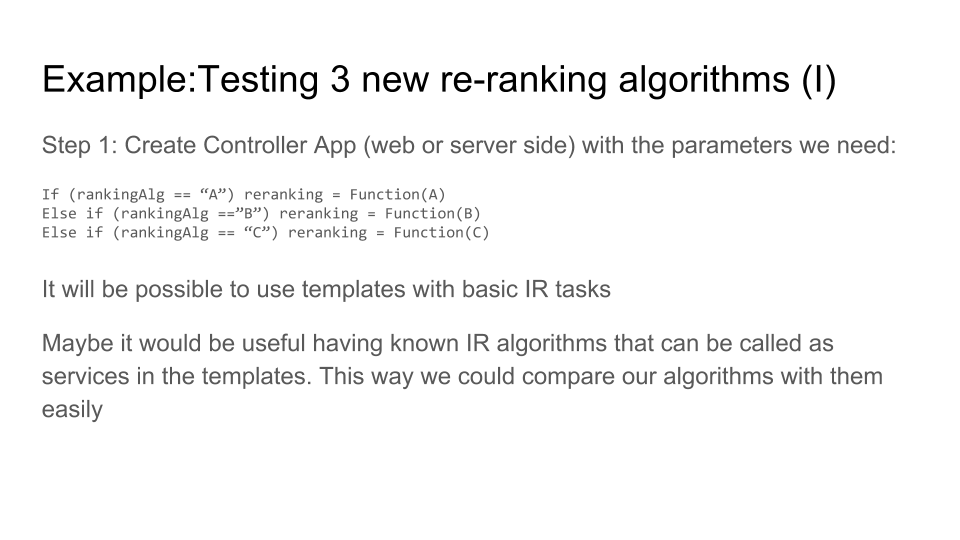 Example:Testing 3 new re-ranking algorithms (I)
Step 1: Create Controller App (web or server side) with the parameters we need:
If (rankingAlg == “A”) reranking = Function(A)
Else if (rankingAlg ==”B”) reranking = Function(B)
Else if (rankingAlg == “C”) reranking = Function(C)
It will be possible to use templates with basic IR tasks
Maybe it would be useful having known IR algorithms that can be called as
services in the templates. This way we could compare our algorithms with them
easily